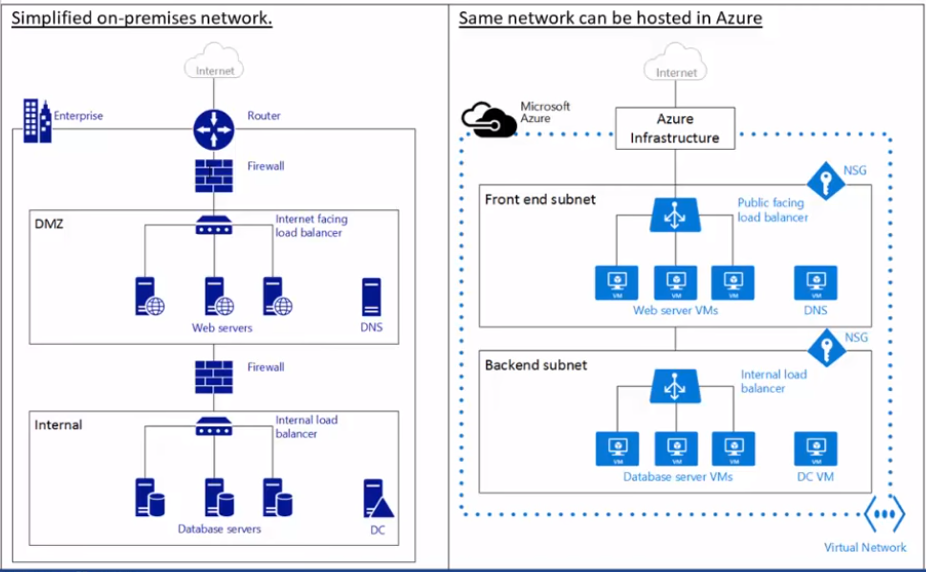 Simplified on-premises network.
Internet
Enterprise
Router
Firewall
DMZ
Internet facing
load balancer
Web servers
DNS
Firewall
Internal
Internal load
balancer
Database servers
DC
Same network can be hosted in Azure
Internet
Microsoft
Azure
Azure
Infrastructure
NSG
Front end subnet
Public facing
load balancer
VM
VM
VM
VM
Web server VMs
DNS
NSG
Backend subnet
Internal load
balancer
VM
VM
VM
VM
Database server VMs
DC VM
Virtual Network